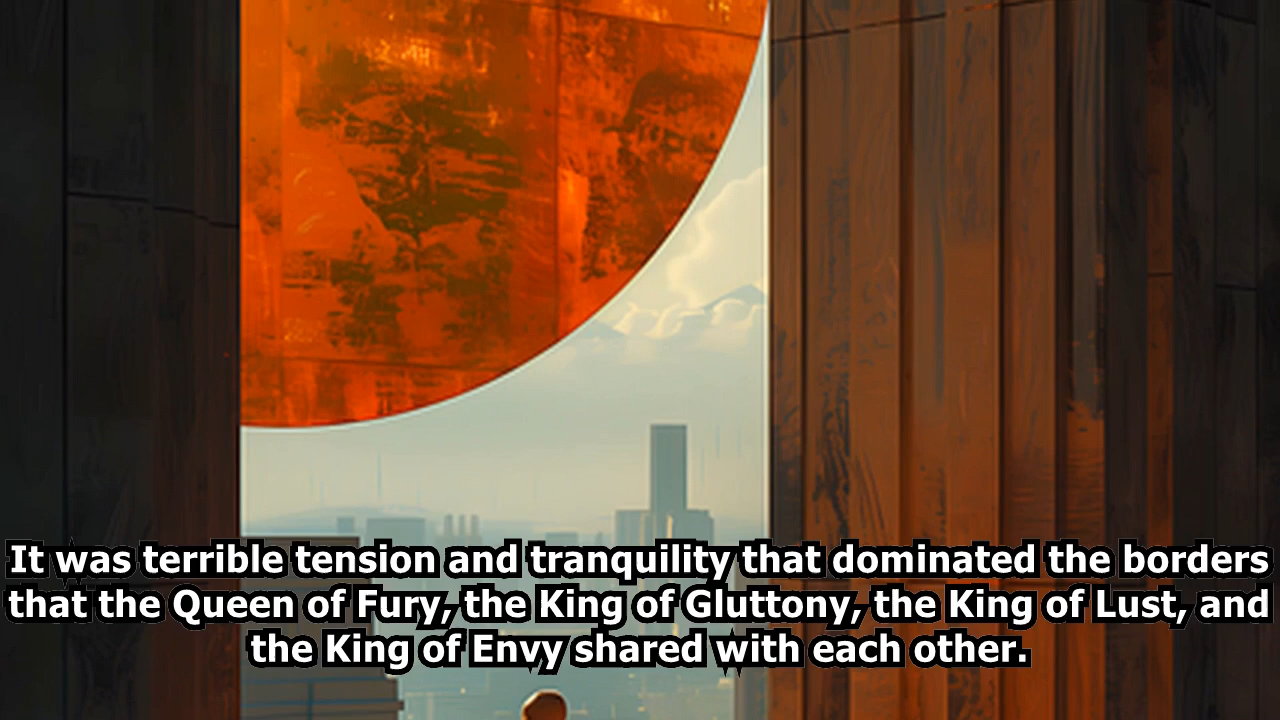 It was terrible tension and tranquility that dominated the borders
that the Queen of Fury, the King of Gluttony, the King of Lust, and
the King of Envy shared with each other.